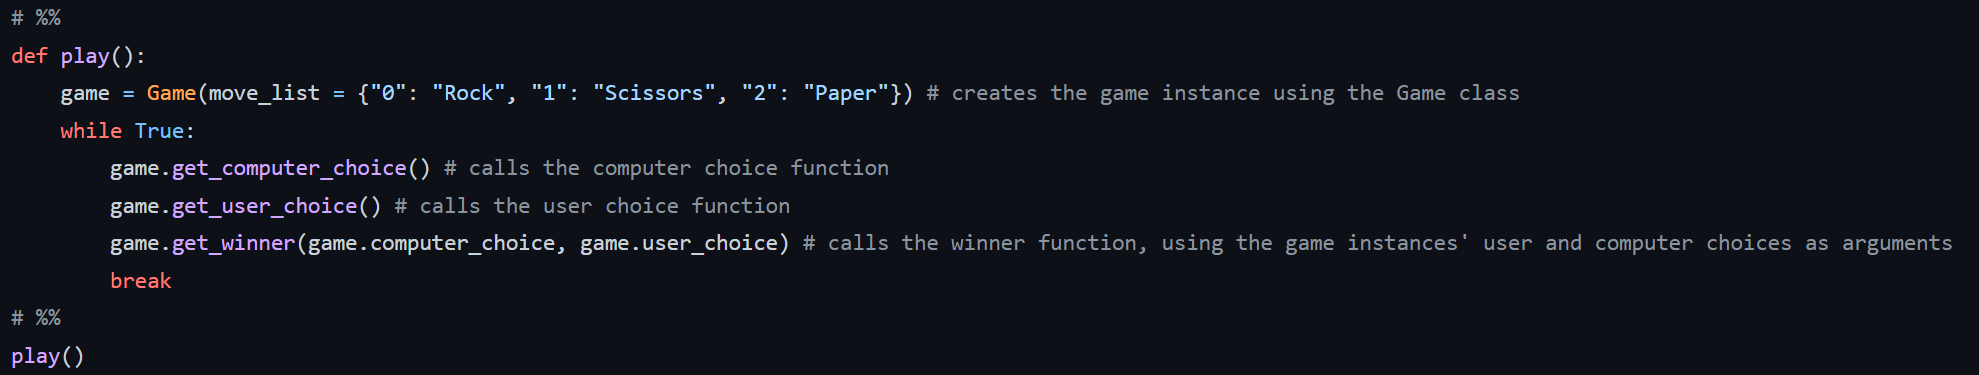 # %%
def play():
    game = Game(move_list = {"0": "Rock", "1": "Scissors", "2": "Paper"}) # creates the game instance using the Game class
    while True:
        game.get_computer_choice() # calls the computer choice function
        game.get_user_choice() # calls the user choice function
        game.get_winner(game.computer_choice, game.user_choice) # calls the winner function, using the game instances' user and computer choices as arguments
        break
# %%
play()